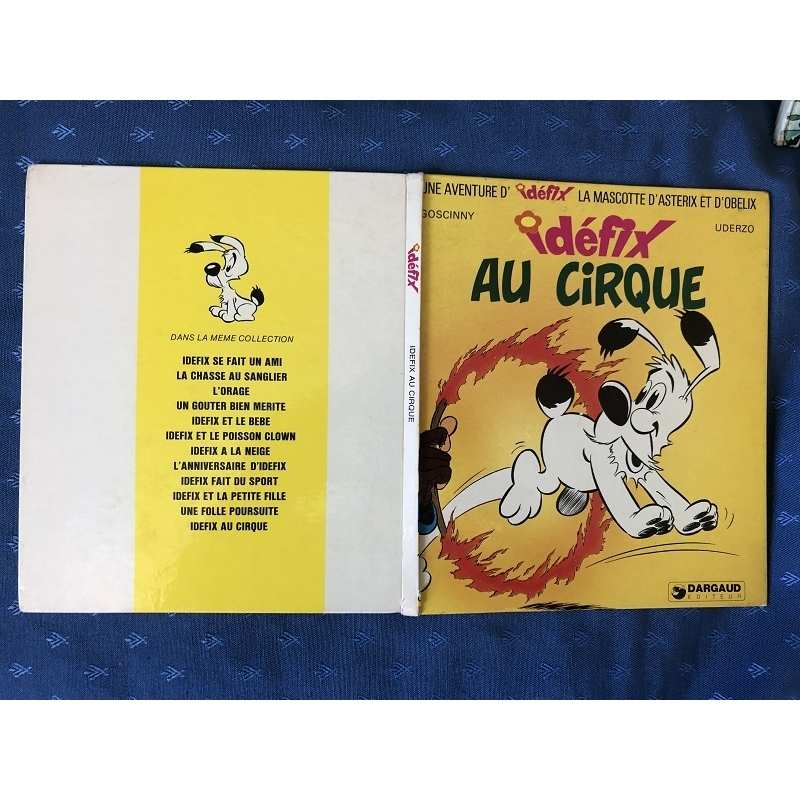 DANS LA MEME COLLECTION
IDEFIX SE FAIT UN AMI
LA CHASSE AU SANGLIER
L'ORAGE
UN GOUTER BIEN MERITE
IDEFIX ET LE BEBE
IDEFIX ET LE POISSON CLOWN
IDEFIX A LA NEIGE
L'ANNIVERSAIRE D'IDEFIX
IDEFIX FAIT DU SPORT
IDEFIX ET LA PETITE FILLE
UNE FOLLE POURSUITE
IDEFIX AU CIRQUE
idéfix
IDEFIX AU CIRQUE
UNE AVENTURE D' idéfix LA MASCOTTE D'ASTERIX ET D'OBELIX
GOSCINNY UDERZO
idéfix
AU CiRQUE
DARGAUD
EDITEUR